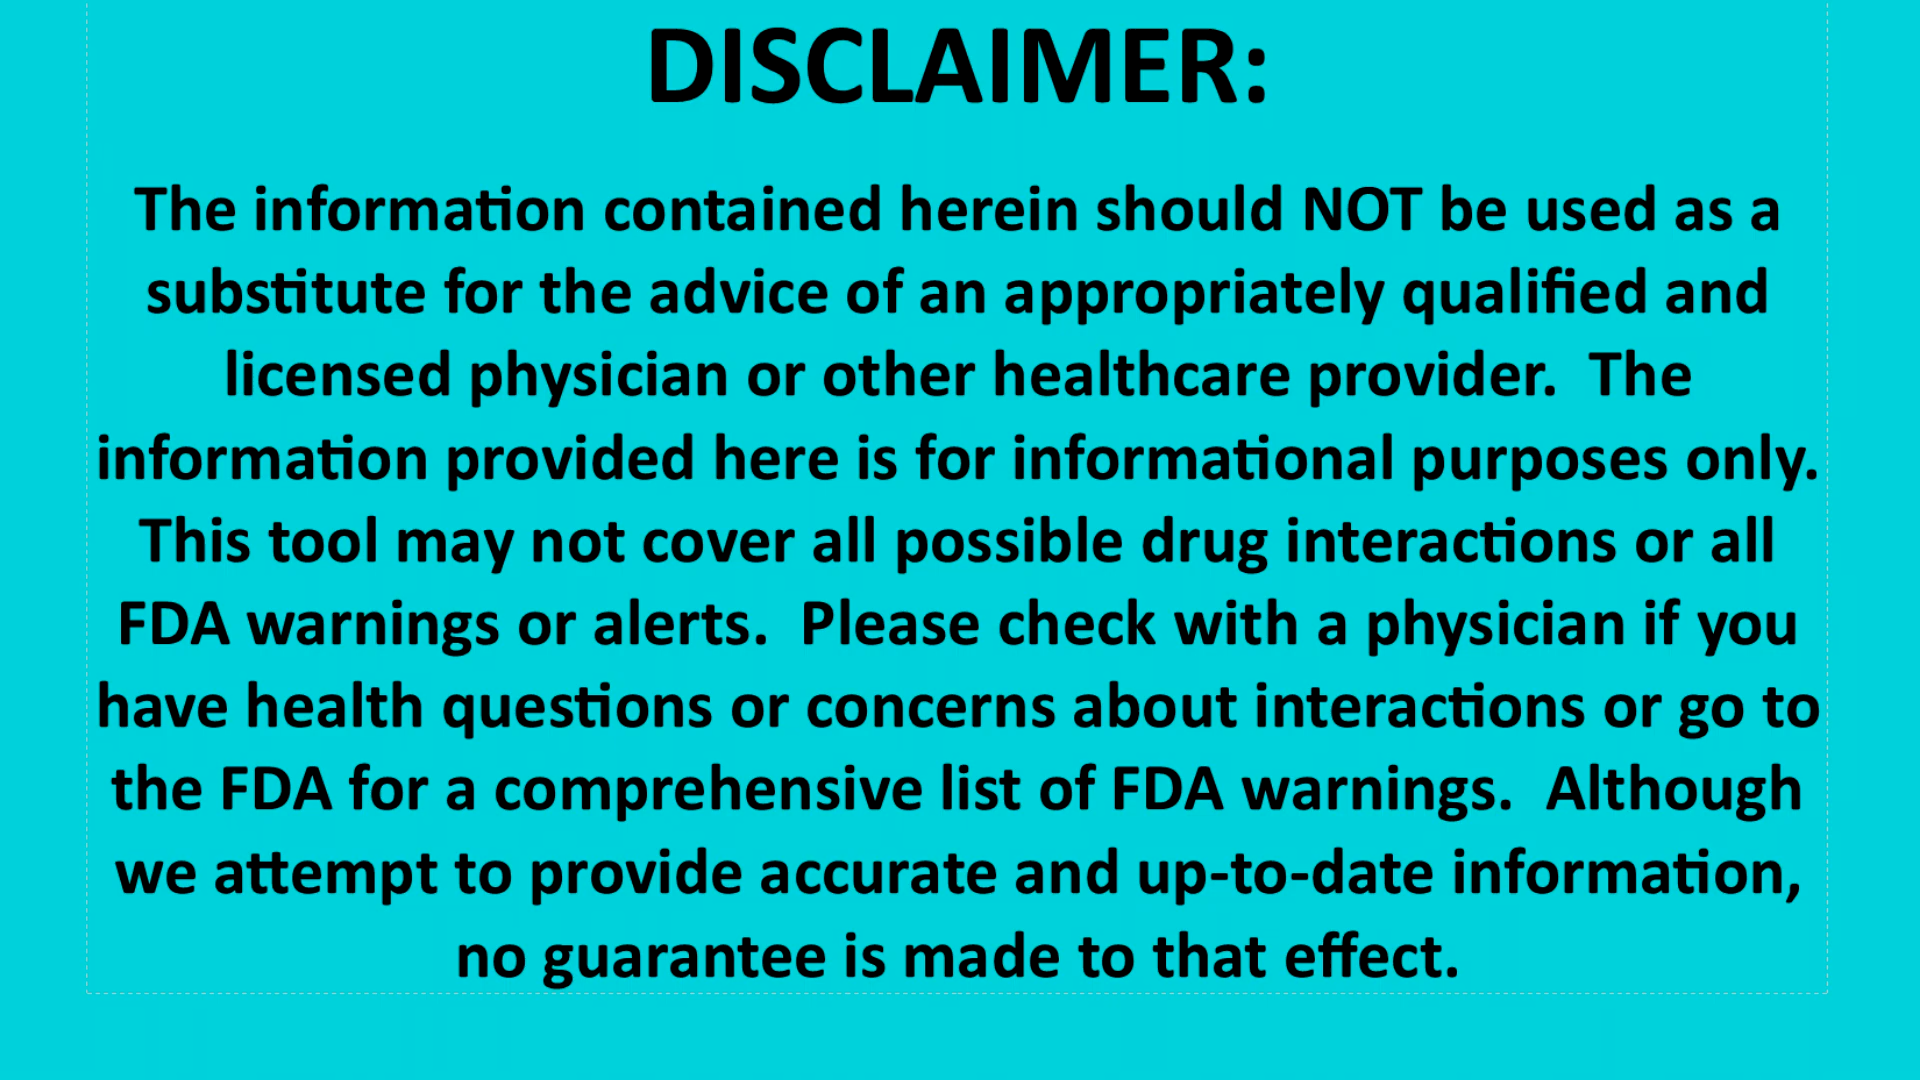 DISCLAIMER:
The information contained herein should NOT be used as a
substitute for the advice of an appropriately qualified and
licensed physician or other healthcare provider.  The
information provided here is for informational purposes only.
This tool may not cover all possible drug interactions or all
FDA warnings or alerts.  Please check with a physician if you
have health questions or concerns about interactions or go to
the FDA for a comprehensive list of FDA warnings.  Although
we attempt to provide accurate and up-to-date information,
no guarantee is made to that effect.